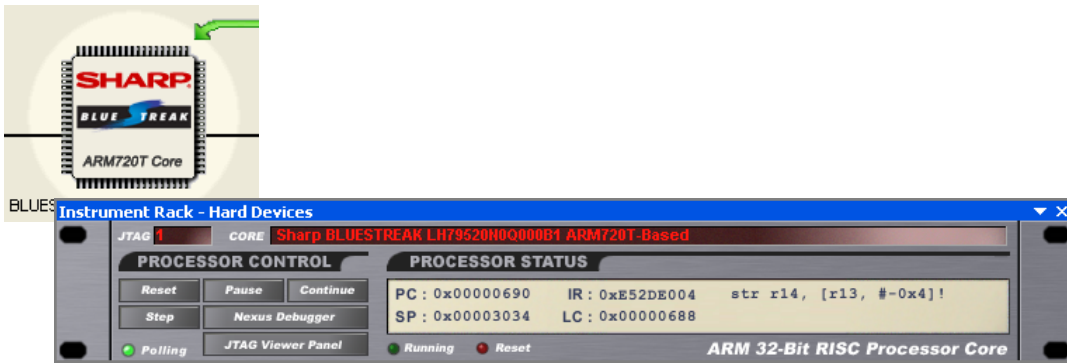 SHARP
BLUE STREAK
ARM720T Core
BLUES
Instrument Rack - Hard Devices
JTAG 1 CORE Sharp BLUESTREAK LH79520N0Q000B1 ARM720T-Based
PROCESSOR CONTROL PROCESSOR STATUS
Reset Pause Continue
PC : 0x00000690 IR : 0xE52DE004 str r14, [r13, #-0x4]!
Step Nexus Debugger
SP : 0x00003034 LC : 0x00000688
Polling JTAG Viewer Panel Running Reset ARM 32-Bit RISC Processor Core